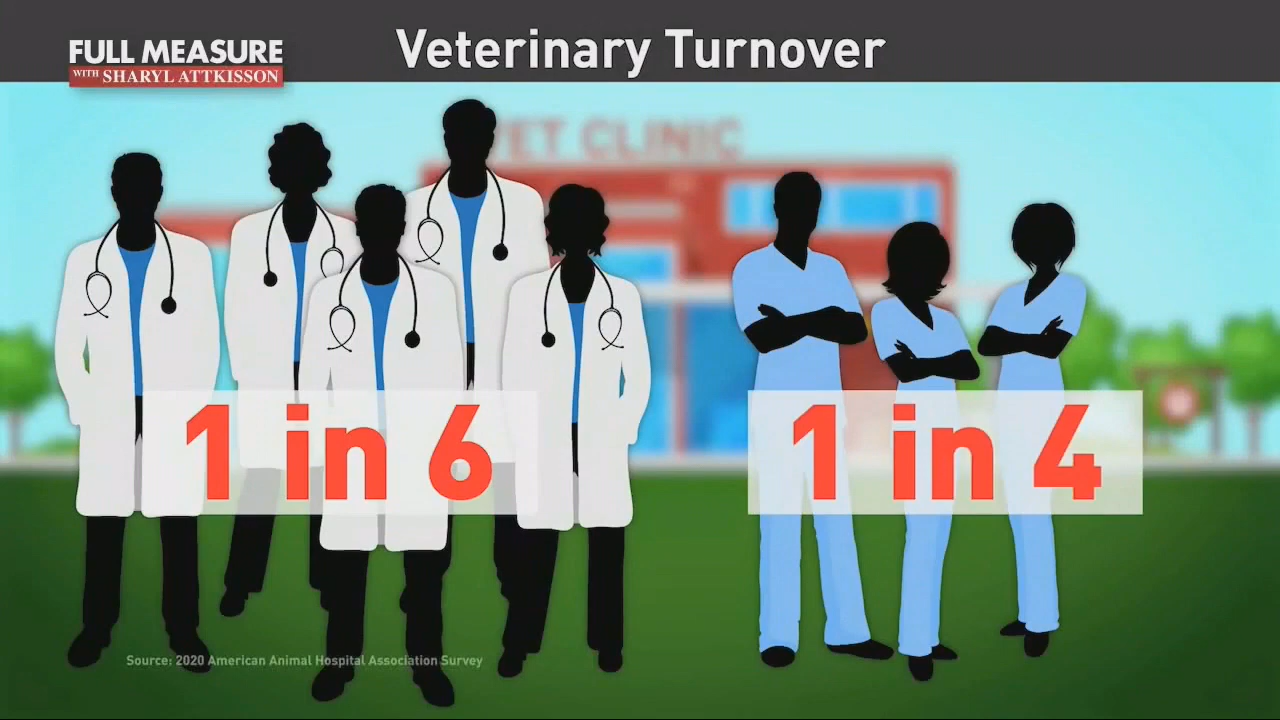 FULL MEASURE
WITH SHARYL ATTKISSON
Veterinary Turnover
VET CLINIC
1 in 6
1 in 4
Source: 2020 American Animal Hospital Association Survey